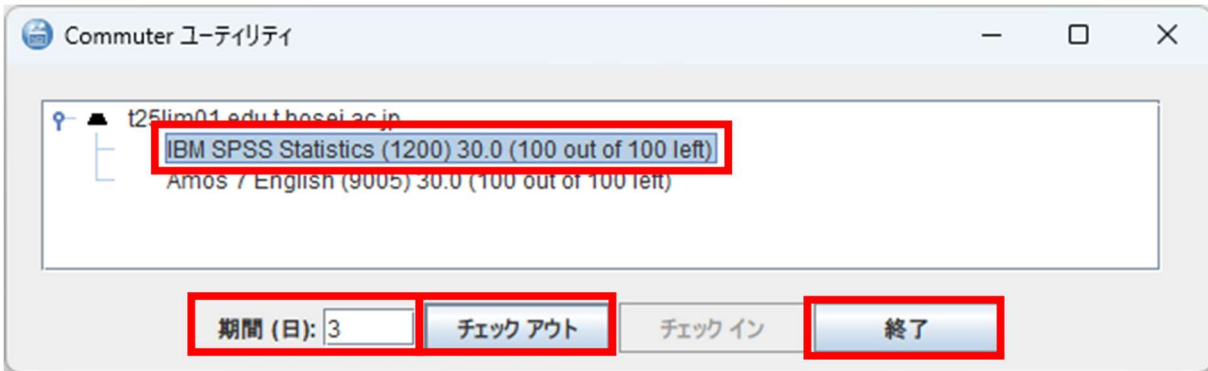 Commuter ユーティリティ
t25lim01.edu.t.hosei.ac.jp
IBM SPSS Statistics (1200) 30.0 (100 out of 100 left)
Amos 7 English (9005) 30.0 (100 out of 100 left)
期間 (日): 3 チェック アウト チェック イン 終了